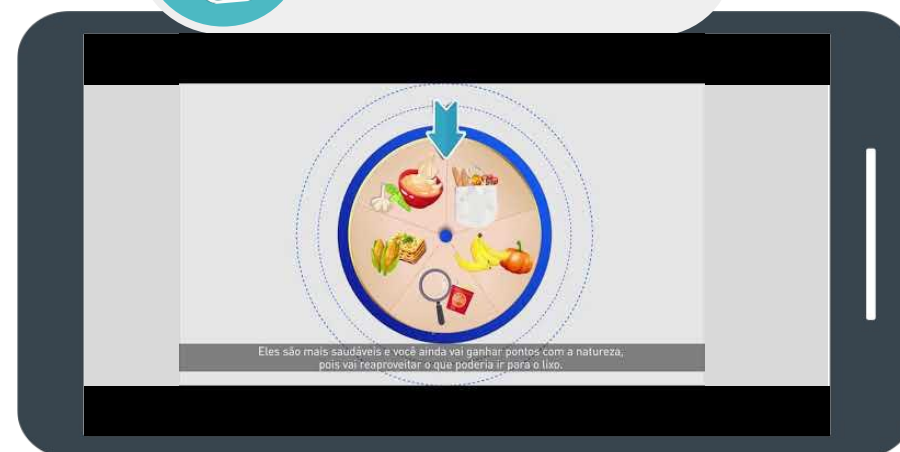 Eles são mais saudáveis e você ainda vai ganhar pontos com a natureza,
pois vai reaproveitar o que poderia ir para o lixo.